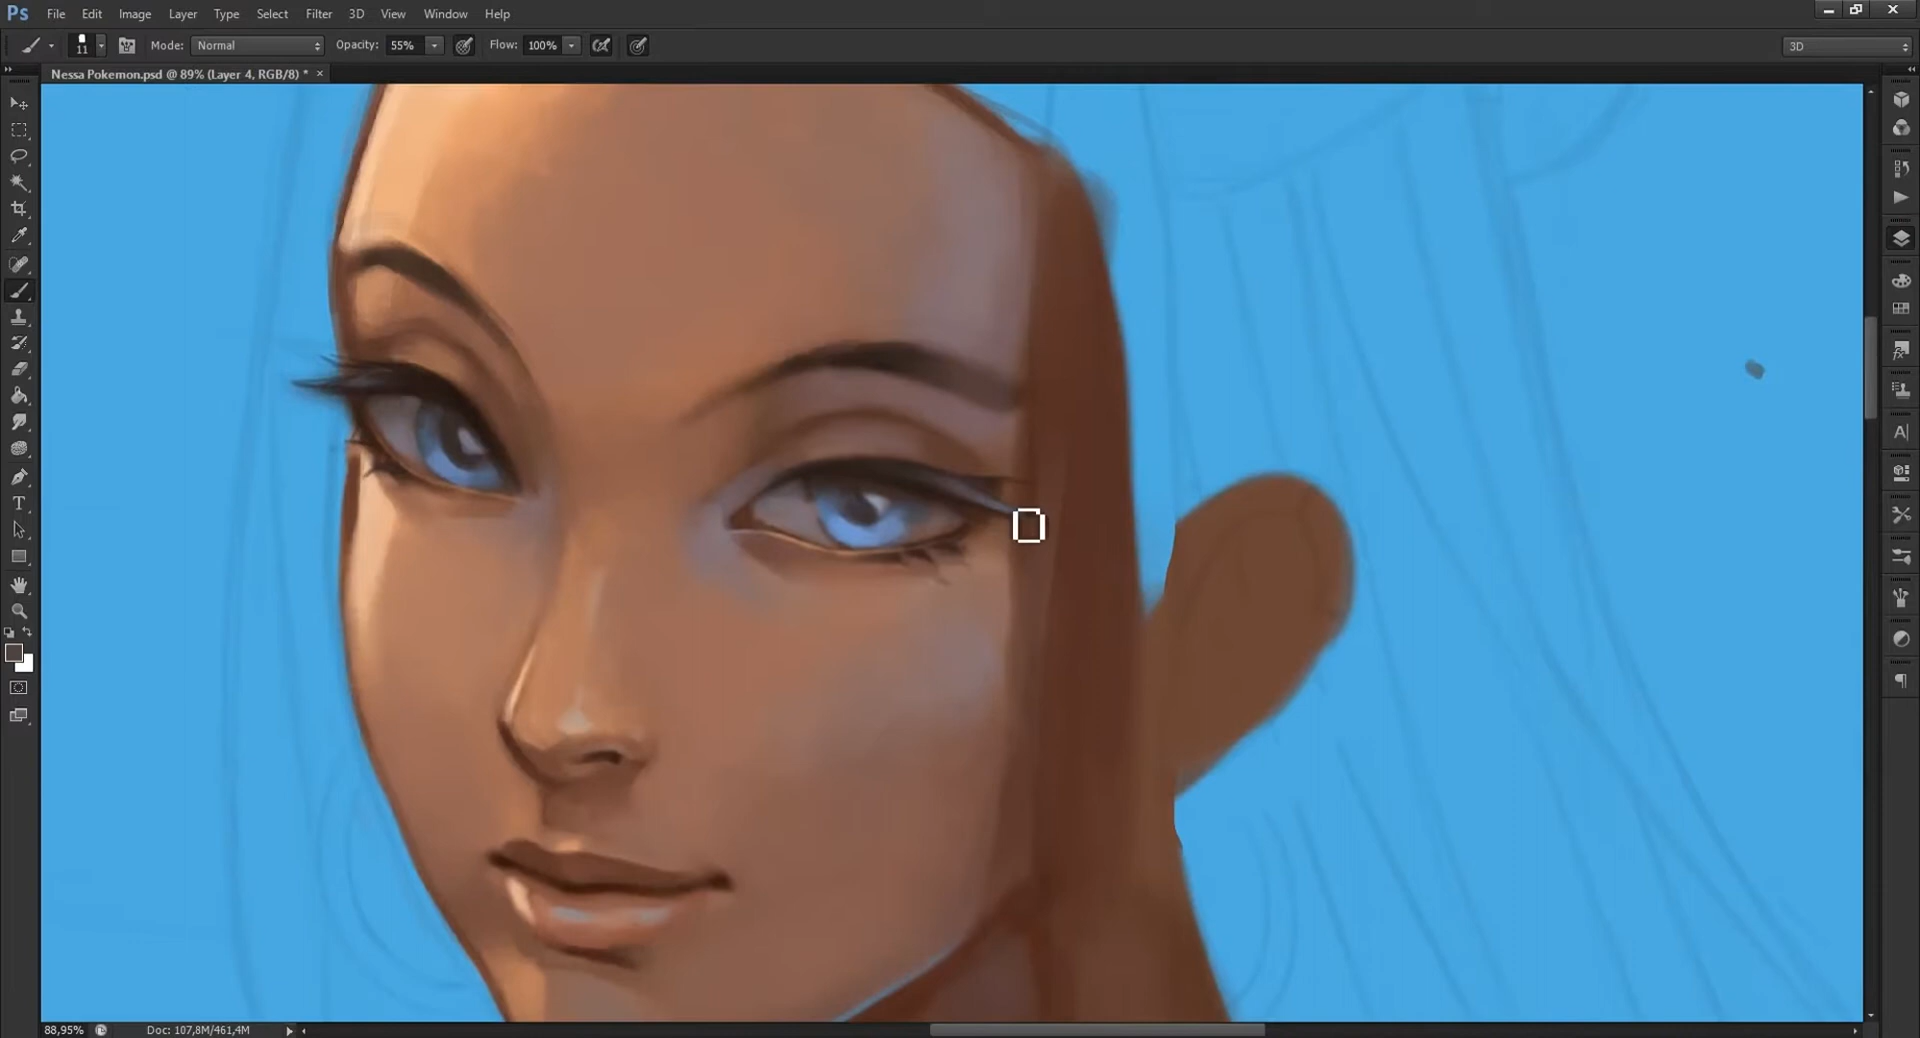 Ps File Edit Image Layer Type Select Filter 3D View Window Help
11 Mode: Normal Opacity: 55% Flow: 100% 3D
Nessa Pokemon.psd @ 89% (Layer 4, RGB/8) * ×
88,95% Doc: 107,8M/461,4M